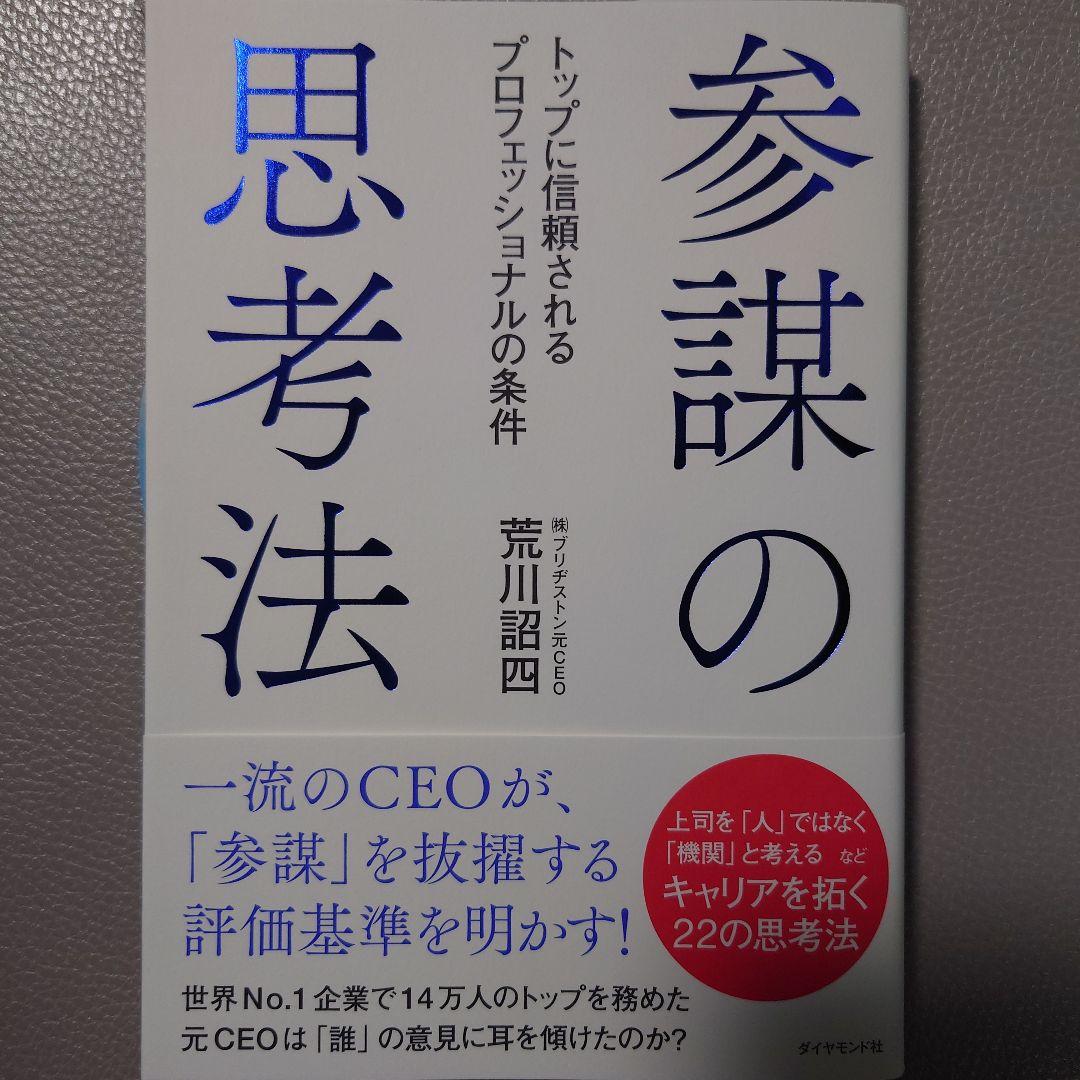 参謀の
思考法
トップに信頼される
プロフェッショナルの条件
㈱ブリヂストン元CEO
荒川詔四
一流のCEOが、
「参謀」を抜擢する
評価基準を明かす!
世界No.1企業で14万人のトップを務めた
元CEOは「誰」の意見に耳を傾けたのか?
上司を「人」ではなく
「機関」と考える など
キャリアを拓く
22の思考法
ダイヤモンド社